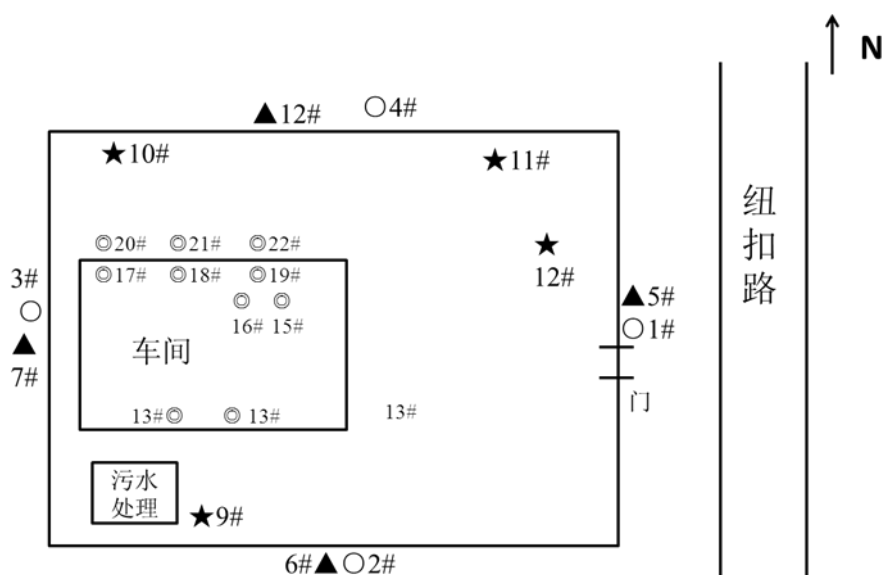 N
▲12# ○4#
★10#
★11#
纽扣路
◎20# ◎21# ◎22#
★
12#
3#
○
◎17# ◎18# ◎19#
◎ ◎
16# 15#
▲5#
○1#
▲
7#
车间
门
13#◎ ◎ 13#
13#
污水
处理
★9#
6#▲○2#